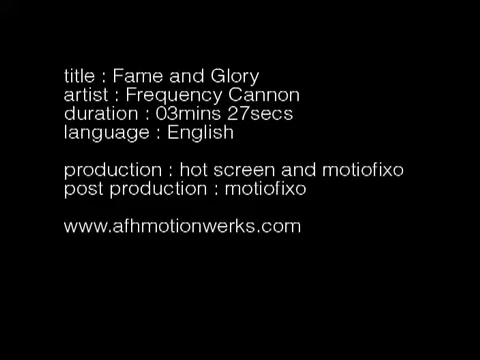 title : Fame and Glory
artist : Frequency Cannon
duration : 03mins 27secs
language : English
production : hot screen and motiofixo
post production : motiofixo
www.afhmotionwerks.com